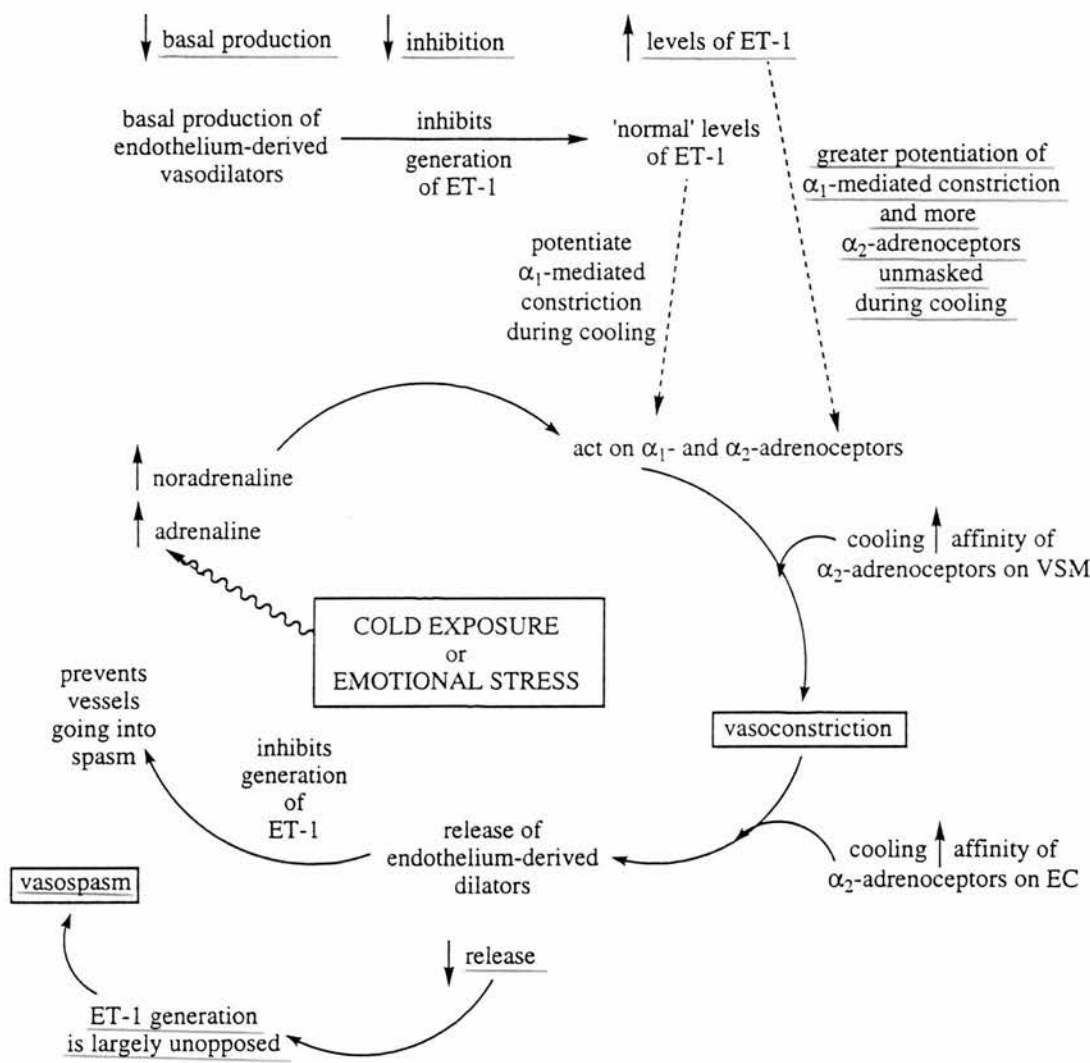 ↓ basal production
↓ inhibition
↑ levels of ET-1
basal production of
endothelium-derived
vasodilators
inhibits
generation
of ET-1
'normal' levels
of ET-1
greater potentiation of
α₁-mediated constriction
and more
α₂-adrenoceptors
unmasked
during cooling
potentiate
α₁-mediated
constriction
during cooling
act on α₁- and α₂-adrenoceptors
↑ noradrenaline
↑ adrenaline
cooling ↑ affinity of
α₂-adrenoceptors on VSM
COLD EXPOSURE
or
EMOTIONAL STRESS
prevents
vessels
going into
spasm
vasoconstriction
inhibits
generation
of
ET-1
release of
endothelium-derived
dilators
cooling ↑ affinity of
α₂-adrenoceptors on EC
vasospasm
↓ release
ET-1 generation
is largely unopposed